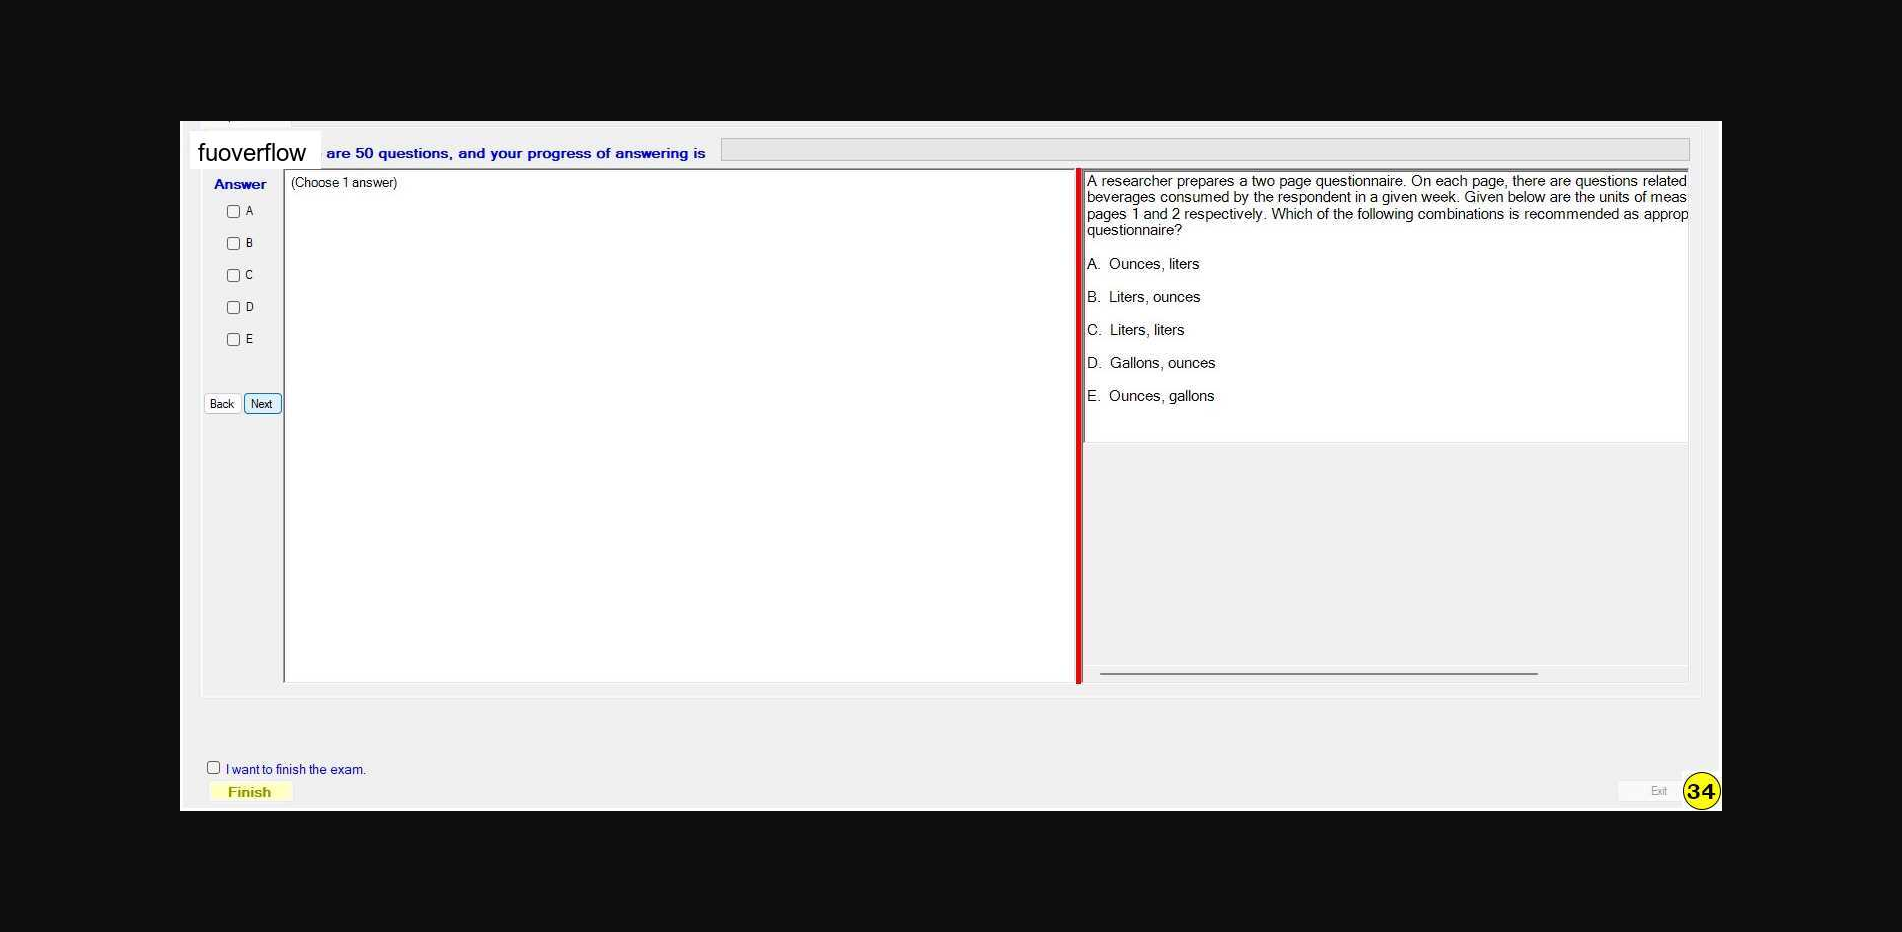 fuoverflow are 50 questions, and your progress of answering is
Answer
A
B
C
D
E
Back Next
(Choose 1 answer)
A researcher prepares a two page questionnaire. On each page, there are questions related
beverages consumed by the respondent in a given week. Given below are the units of meas
pages 1 and 2 respectively. Which of the following combinations is recommended as approp
questionnaire?
A. Ounces, liters
B. Liters, ounces
C. Liters, liters
D. Gallons, ounces
E. Ounces, gallons
I want to finish the exam.
Finish
Exit
34